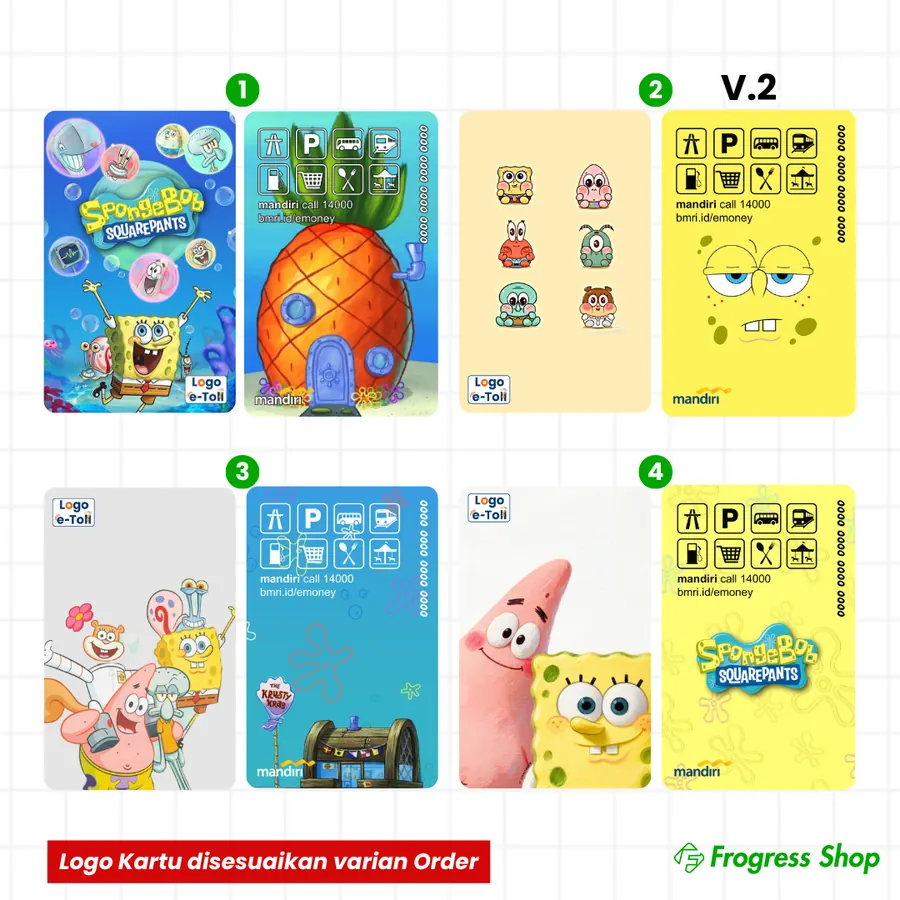 1
2
V.2
SpongeBob
SQUAREPANTS
Logo
e-Toll
P
0000 0000 0000 0000
mandiri call 14000
bmri.id/emoney
mandiri
Logo
e-Toll
P
0000 0000 0000 0000
mandiri call 14000
bmri.id/emoney
mandiri
3
4
Logo
e-Toll
P
0000 0000 0000 0000
mandiri call 14000
bmri.id/emoney
THE
KRUSTY
KRAB
mandiri
Logo
e-Toll
P
0000 0000 0000 0000
mandiri call 14000
bmri.id/emoney
SpongeBob
SQUAREPANTS
mandiri
Logo Kartu disesuaikan varian Order
Frogress Shop